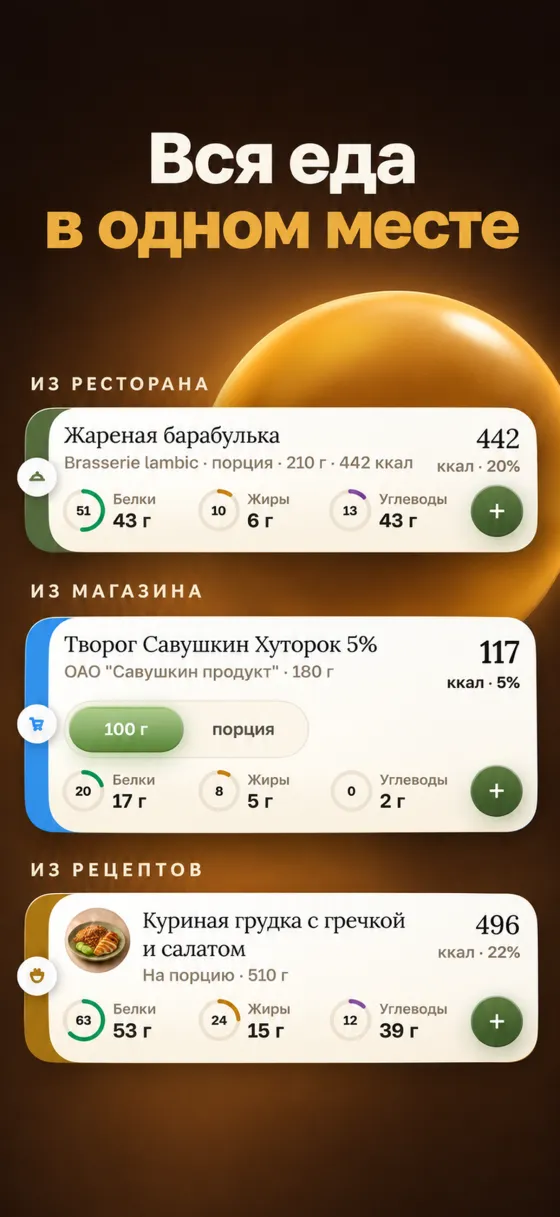 Вся еда
в одном месте
ИЗ РЕСТОРАНА
Жареная барабулька
442
Brasserie lambic · порция · 210 г · 442 ккал
ккал · 20%
51
Белки
43 г
10
Жиры
6 г
13
Углеводы
43 г
+
ИЗ МАГАЗИНА
Творог Савушкин Хуторок 5%
117
ОАО "Савушкин продукт" · 180 г
ккал · 5%
100 г
порция
20
Белки
17 г
8
Жиры
5 г
0
Углеводы
2 г
+
ИЗ РЕЦЕПТОВ
Куриная грудка с гречкой
и салатом
496
ккал · 22%
На порцию · 510 г
63
Белки
53 г
24
Жиры
15 г
12
Углеводы
39 г
+